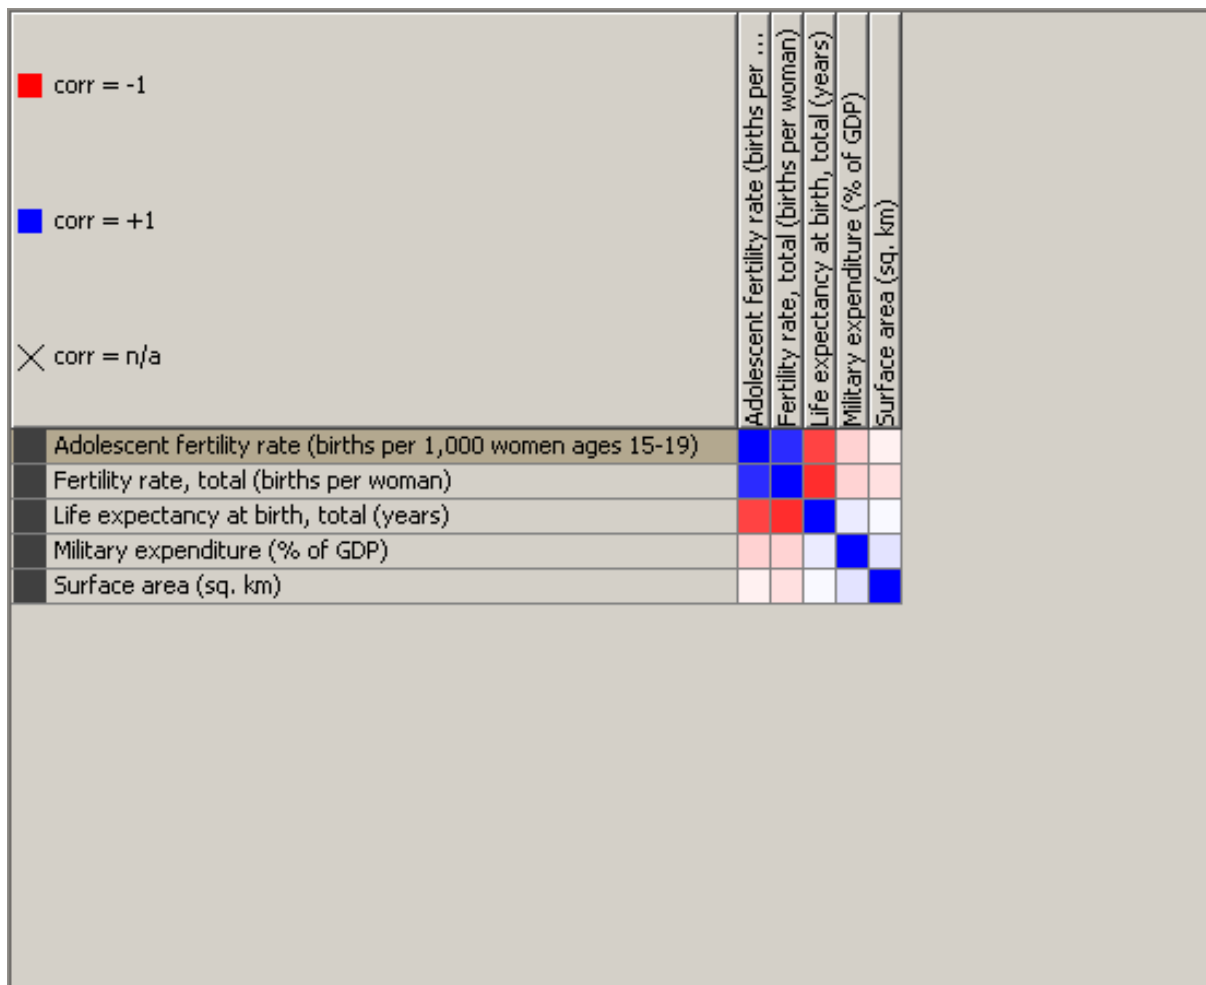 corr = -1
corr = +1
corr = n/a
Adolescent fertility rate (births per ...
Fertility rate, total (births per woman)
Life expectancy at birth, total (years)
Military expenditure (% of GDP)
Surface area (sq. km)
Adolescent fertility rate (births per 1,000 women ages 15-19)
Fertility rate, total (births per woman)
Life expectancy at birth, total (years)
Military expenditure (% of GDP)
Surface area (sq. km)